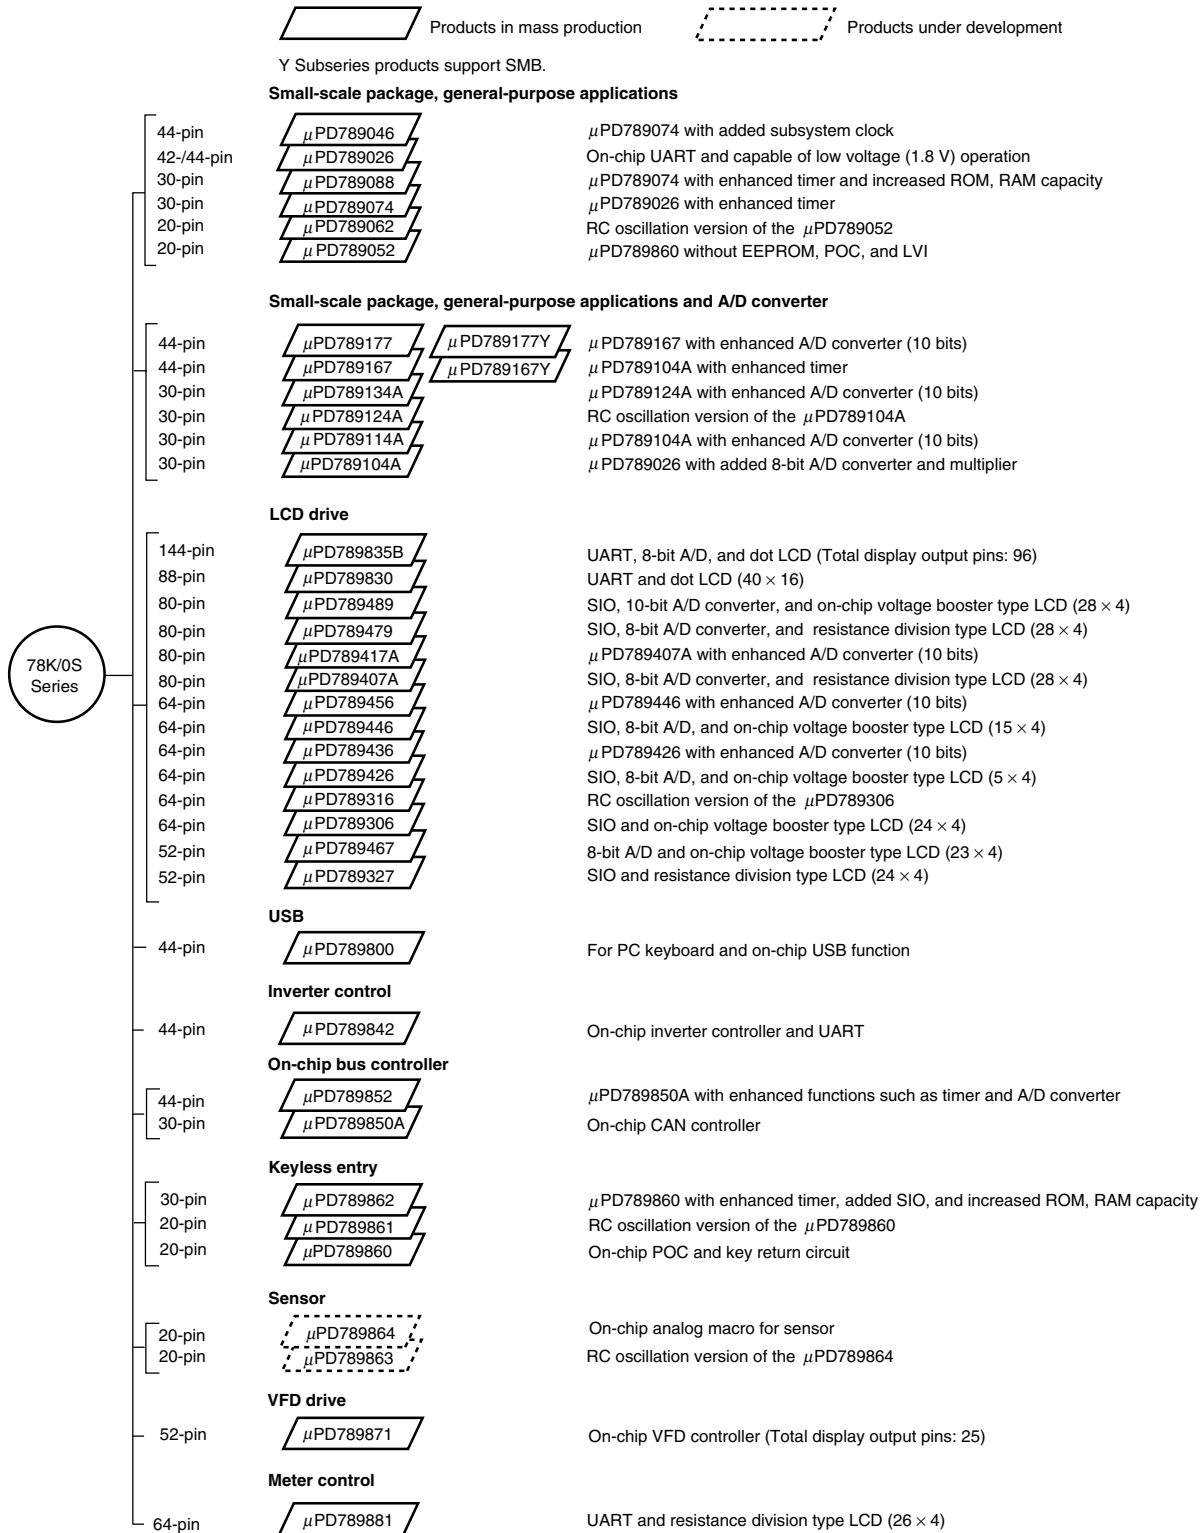 Products in mass production Products under development
Y Subseries products support SMB.
Small-scale package, general-purpose applications
44-pin μPD789046 μPD789074 with added subsystem clock
42-/44-pin μPD789026 On-chip UART and capable of low voltage (1.8 V) operation
30-pin μPD789088 μPD789074 with enhanced timer and increased ROM, RAM capacity
30-pin μPD789074 μPD789026 with enhanced timer
20-pin μPD789062 RC oscillation version of the μPD789052
20-pin μPD789052 μPD789860 without EEPROM, POC, and LVI
Small-scale package, general-purpose applications and A/D converter
44-pin μPD789177 μPD789177Y μPD789167 with enhanced A/D converter (10 bits)
44-pin μPD789167 μPD789167Y μPD789104A with enhanced timer
30-pin μPD789134A μPD789124A with enhanced A/D converter (10 bits)
30-pin μPD789124A RC oscillation version of the μPD789104A
30-pin μPD789114A μPD789104A with enhanced A/D converter (10 bits)
30-pin μPD789104A μPD789026 with added 8-bit A/D converter and multiplier
LCD drive
144-pin μPD789835B UART, 8-bit A/D, and dot LCD (Total display output pins: 96)
88-pin μPD789830 UART and dot LCD (40 × 16)
80-pin μPD789489 SIO, 10-bit A/D converter, and on-chip voltage booster type LCD (28 × 4)
80-pin μPD789479 SIO, 8-bit A/D converter, and resistance division type LCD (28 × 4)
80-pin μPD789417A μPD789407A with enhanced A/D converter (10 bits)
80-pin μPD789407A SIO, 8-bit A/D converter, and resistance division type LCD (28 × 4)
64-pin μPD789456 μPD789446 with enhanced A/D converter (10 bits)
64-pin μPD789446 SIO, 8-bit A/D, and on-chip voltage booster type LCD (15 × 4)
64-pin μPD789436 μPD789426 with enhanced A/D converter (10 bits)
64-pin μPD789426 SIO, 8-bit A/D, and on-chip voltage booster type LCD (5 × 4)
64-pin μPD789316 RC oscillation version of the μPD789306
64-pin μPD789306 SIO and on-chip voltage booster type LCD (24 × 4)
52-pin μPD789467 8-bit A/D and on-chip voltage booster type LCD (23 × 4)
52-pin μPD789327 SIO and resistance division type LCD (24 × 4)
78K/0S
Series
USB
44-pin μPD789800 For PC keyboard and on-chip USB function
Inverter control
44-pin μPD789842 On-chip inverter controller and UART
On-chip bus controller
44-pin μPD789852 μPD789850A with enhanced functions such as timer and A/D converter
30-pin μPD789850A On-chip CAN controller
Keyless entry
30-pin μPD789862 μPD789860 with enhanced timer, added SIO, and increased ROM, RAM capacity
20-pin μPD789861 RC oscillation version of the μPD789860
20-pin μPD789860 On-chip POC and key return circuit
Sensor
20-pin μPD789864 On-chip analog macro for sensor
20-pin μPD789863 RC oscillation version of the μPD789864
VFD drive
52-pin μPD789871 On-chip VFD controller (Total display output pins: 25)
Meter control
64-pin μPD789881 UART and resistance division type LCD (26 × 4)